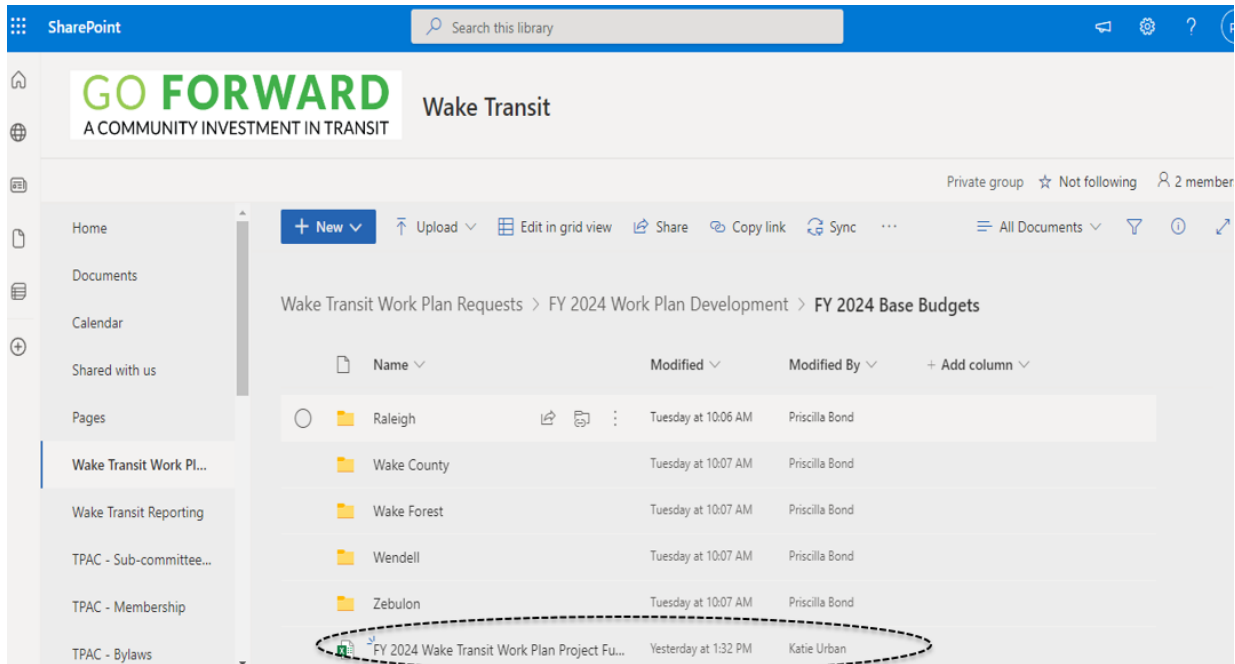 SharePoint
Search this library
?
GO FORWARD
A COMMUNITY INVESTMENT IN TRANSIT
Wake Transit
Private group Not following 2 member
Home
Documents
Calendar
Shared with us
Pages
Wake Transit Work Pl...
Wake Transit Reporting
TPAC - Sub-committee...
TPAC - Membership
TPAC - Bylaws
+ New Upload Edit in grid view Share Copy link Sync ... All Documents
Wake Transit Work Plan Requests > FY 2024 Work Plan Development > FY 2024 Base Budgets
Name Modified Modified By + Add column
Raleigh Tuesday at 10:06 AM Priscilla Bond
Wake County Tuesday at 10:07 AM Priscilla Bond
Wake Forest Tuesday at 10:07 AM Priscilla Bond
Wendell Tuesday at 10:07 AM Priscilla Bond
Zebulon Tuesday at 10:07 AM Priscilla Bond
FY 2024 Wake Transit Work Plan Project Fu... Yesterday at 1:32 PM Katie Urban